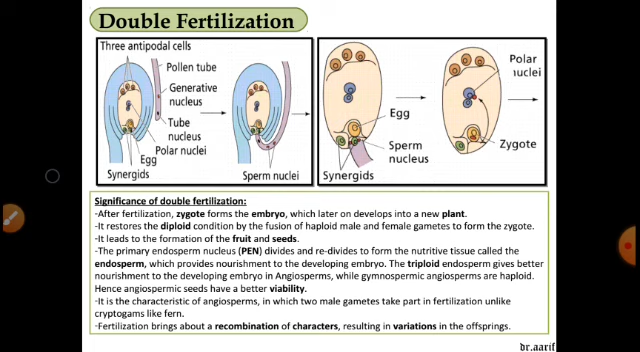 Double Fertilization
Three antipodal cells
Pollen tube
Generative
nucleus
Tube
nucleus
Polar nuclei
Egg
Synergids
Sperm nuclei
Egg
Sperm
nucleus
Synergids
Polar
nuclei
Zygote
Significance of double fertilization:
-After fertilization, zygote forms the embryo, which later on develops into a new plant.
-It restores the diploid condition by the fusion of haploid male and female gametes to form the zygote.
-It leads to the formation of the fruit and seeds.
-The primary endosperm nucleus (PEN) divides and re-divides to form the nutritive tissue called the
endosperm, which provides nourishment to the developing embryo. The triploid endosperm gives better
nourishment to the developing embryo in Angiosperms, while gymnospermic angiosperms are haploid.
Hence angiospermic seeds have a better viability.
-It is the characteristic of angiosperms, in which two male gametes take part in fertilization unlike
cryptogams like fern.
-Fertilization brings about a recombination of characters, resulting in variations in the offsprings.
dr.aarif